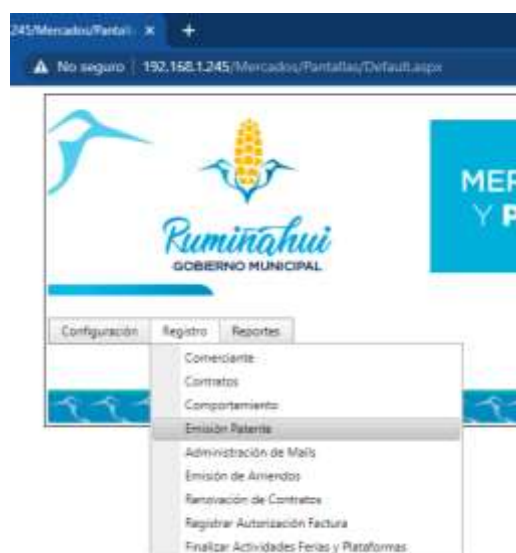 245/Mercados/Pantall
No seguro 192.168.1.245/Mercados/Pantallas/Default.aspx
MER
Y P
Rumiñahui
GOBIERNO MUNICIPAL
Configuración Registro Reportes
Comerciante
Contratos
Comportamiento
Emisión Patente
Administración de Mails
Emisión de Arriendos
Renovación de Contratos
Registrar Autorización Factura
Finalizar Actividades Ferias y Plataformas